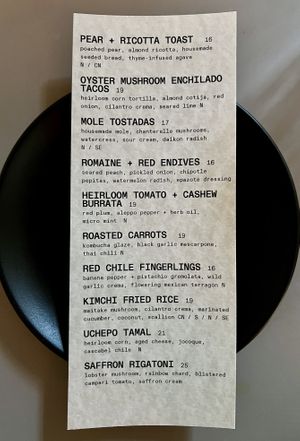 PEAR + RICOTTA TOAST 16
poached pear, almond ricotta, housemade
seeded bread, thyme-infused agave
N / CN
OYSTER MUSHROOM ENCHILADO
TACOS 19
heirloom corn tortilla, almond cotija, red
onion, cilantro crema, seared lime N
MOLE TOSTADAS 17
housemade mole, chanterelle mushrooms,
watercress, sour cream, daikon radish
N / SE
ROMAINE + RED ENDIVES 16
seared peach, pickled onion, chipotle
pepitas, watermelon radish, epazote dressing
HEIRLOOM TOMATO + CASHEW
BURRATA 19
red plum, aleppo pepper + herb oil,
micro mint N
ROASTED CARROTS 19
kombucha glaze, black garlic mascarpone,
thai chili N
RED CHILE FINGERLINGS 16
banana pepper + pistachio gremolata, wild
garlic crema, flowering mexican tarragon N
KIMCHI FRIED RICE 19
maitake mushroom, cilantro crema, marinated
cucumber, coconut, scallion CN / S / N / SE
UCHEPO TAMAL 21
heirloom corn, aged cheese, jocoque,
cascabel chils N
SAFFRON RIGATONI 25
lobster mushroom, rainbow chard, blistered
campari tomato, saffron cream